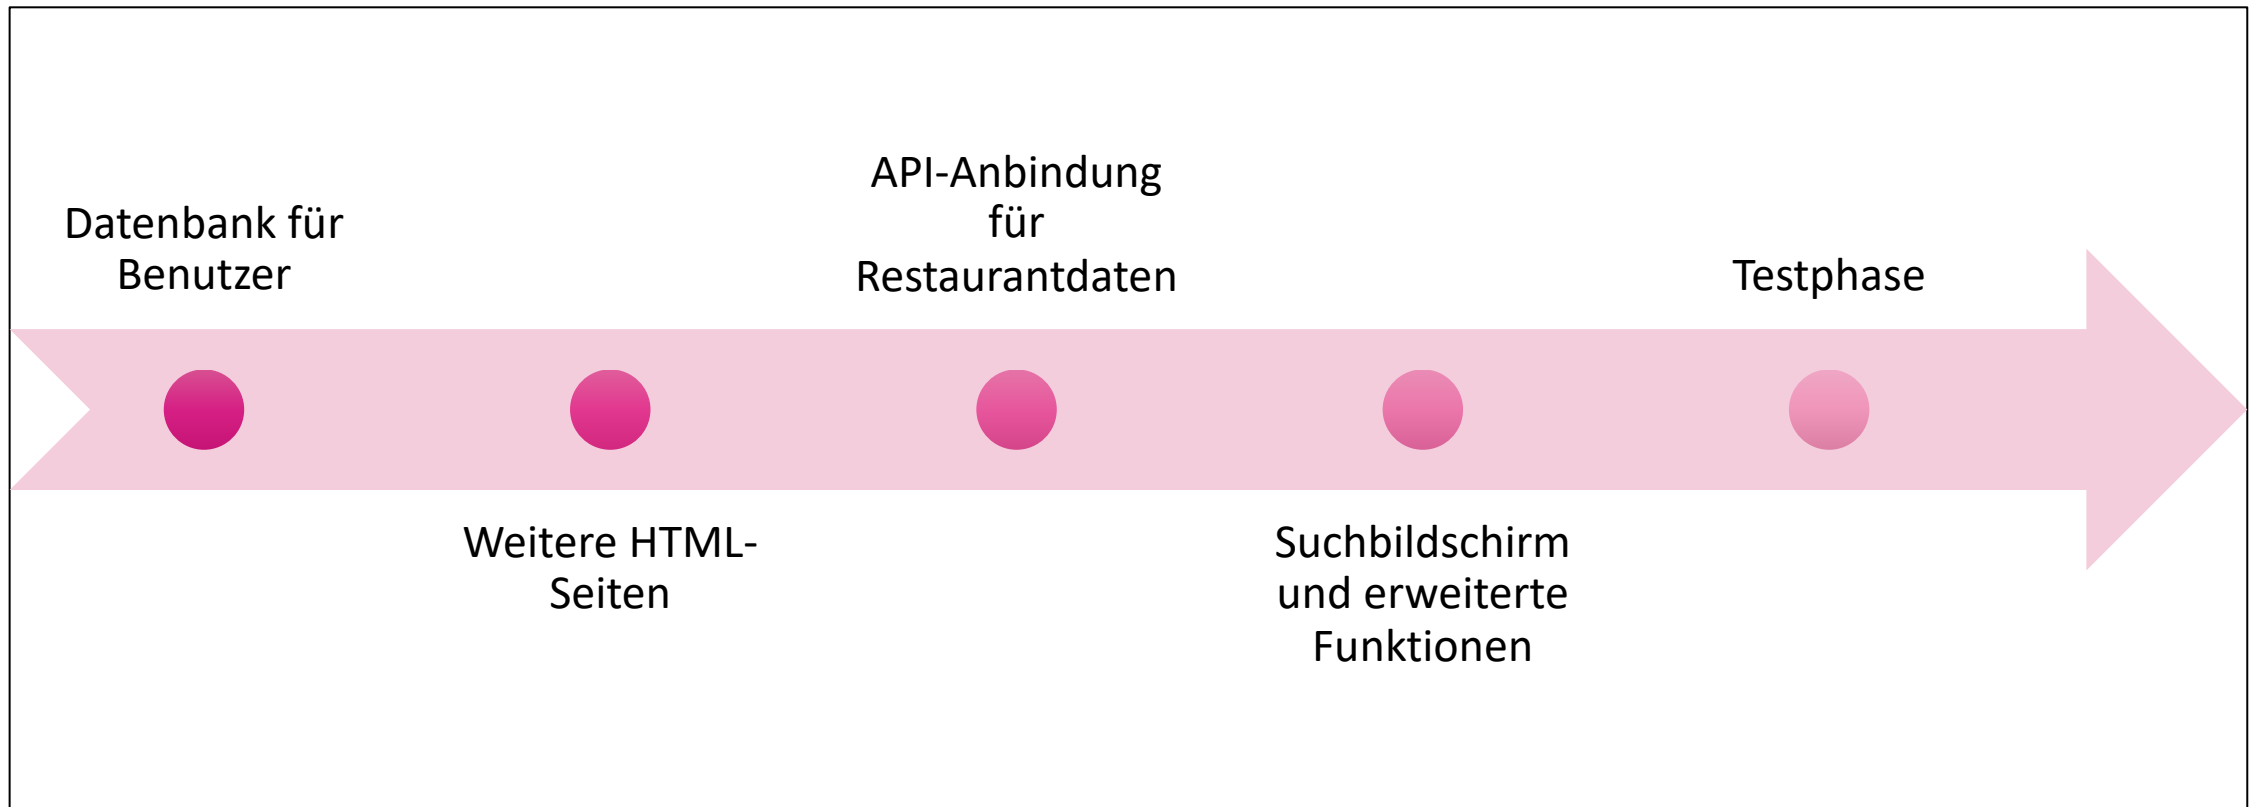 Datenbank für
Benutzer
Weitere HTML-
Seiten
API-Anbindung
für
Restaurantdaten
Suchbildschirm
und erweiterte
Funktionen
Testphase